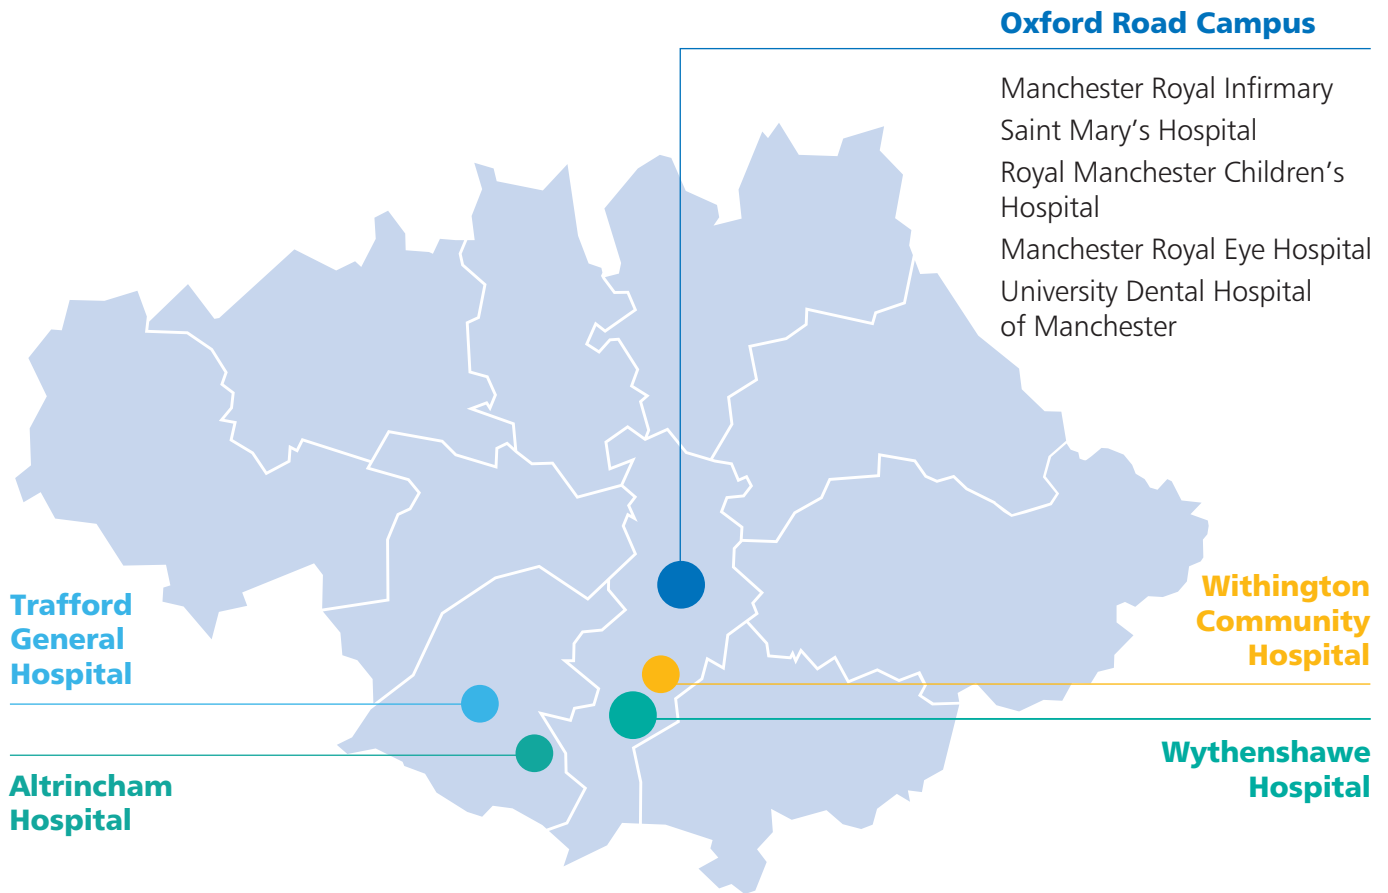 Oxford Road Campus
Manchester Royal Infirmary
Saint Mary’s Hospital
Royal Manchester Children’s
Hospital
Manchester Royal Eye Hospital
University Dental Hospital
of Manchester
Trafford
General
Hospital
Withington
Community
Hospital
Altrincham
Hospital
Wythenshawe
Hospital